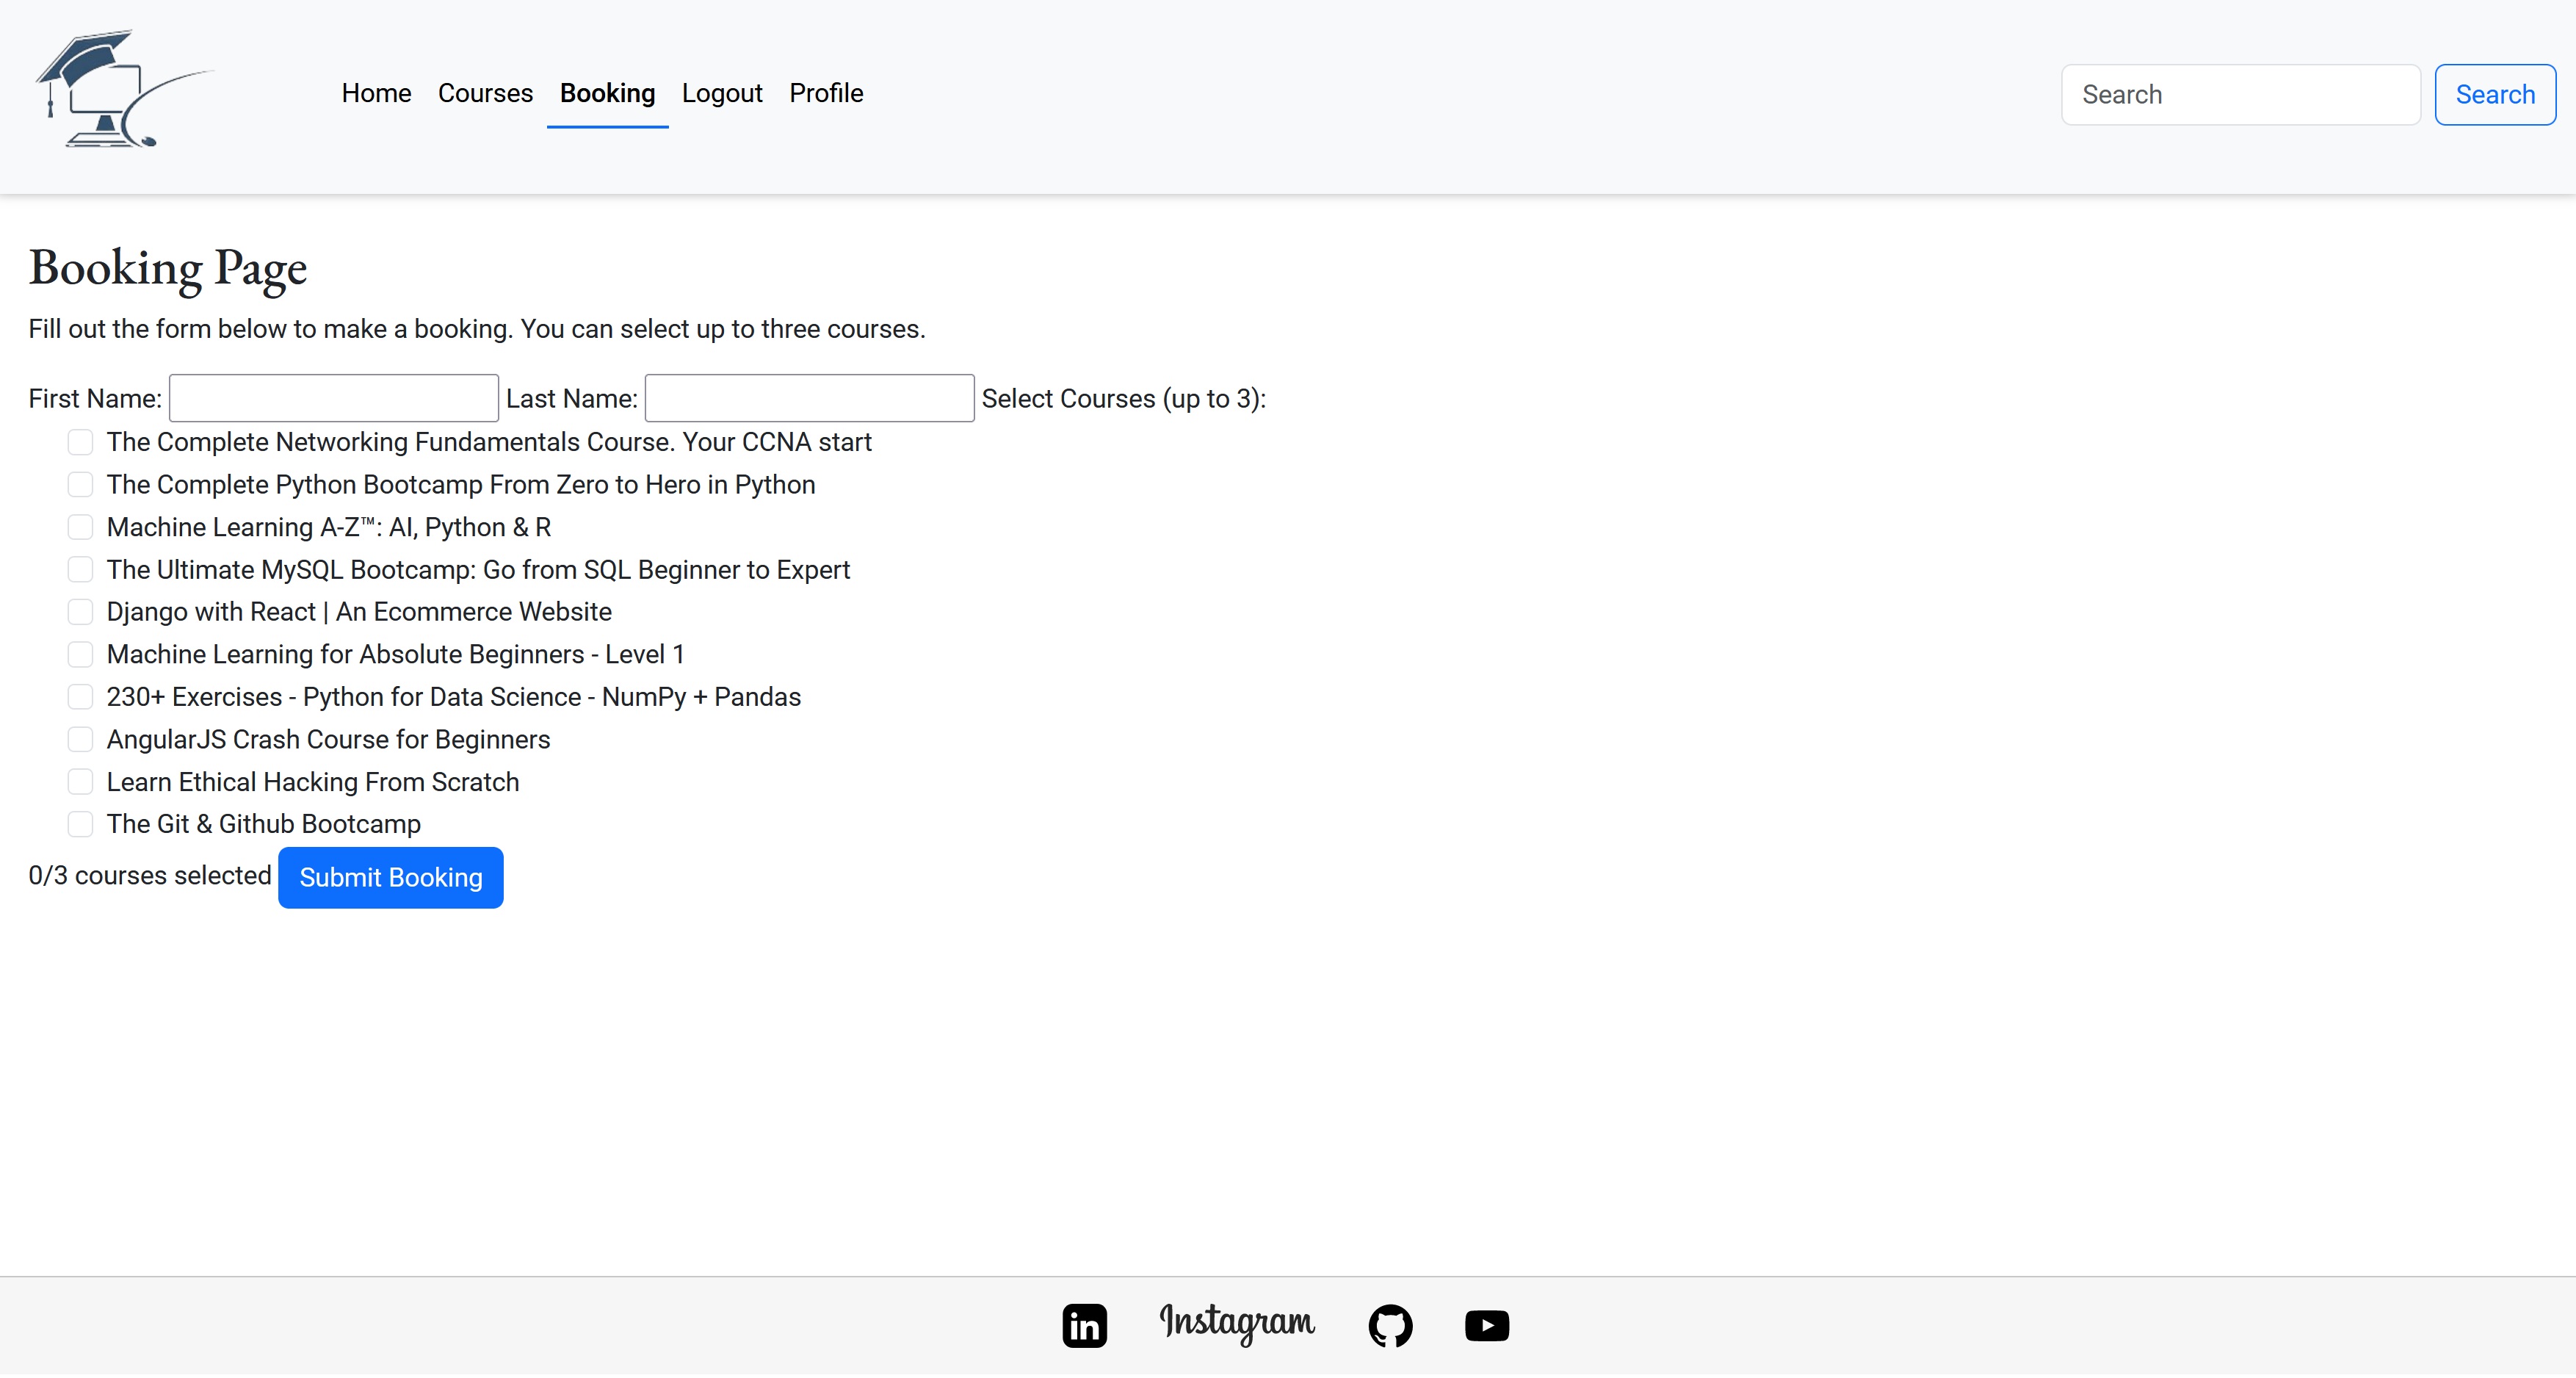 Home Courses Booking Logout Profile Search Search
Booking Page
Fill out the form below to make a booking. You can select up to three courses.
First Name: Last Name: Select Courses (up to 3):
The Complete Networking Fundamentals Course. Your CCNA start
The Complete Python Bootcamp From Zero to Hero in Python
Machine Learning A-Z™: AI, Python & R
The Ultimate MySQL Bootcamp: Go from SQL Beginner to Expert
Django with React | An Ecommerce Website
Machine Learning for Absolute Beginners - Level 1
230+ Exercises - Python for Data Science - NumPy + Pandas
AngularJS Crash Course for Beginners
Learn Ethical Hacking From Scratch
The Git & Github Bootcamp
0/3 courses selected Submit Booking
in Instagram